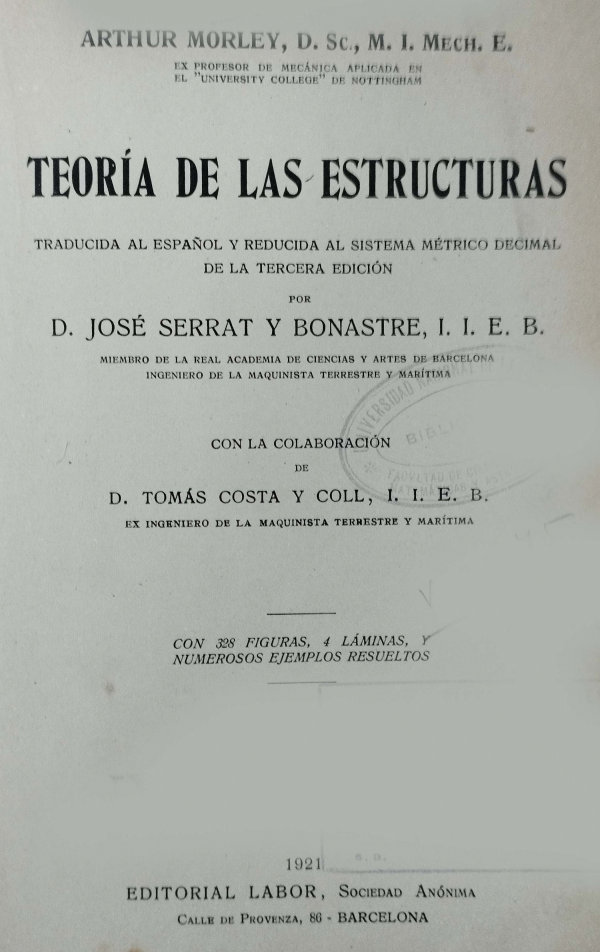 ARTHUR MORLEY, D. Sc., M. I. Mech. E.
EX PROFESOR DE MECÁNICA APLICADA EN
EL "UNIVERSITY COLLEGE" DE NOTTINGHAM
TEORÍA DE LAS ESTRUCTURAS
TRADUCIDA AL ESPAÑOL Y REDUCIDA AL SISTEMA MÉTRICO DECIMAL
DE LA TERCERA EDICIÓN
POR
D. JOSÉ SERRAT Y BONASTRE, I. I. E. B.
MIEMBRO DE LA REAL ACADEMIA DE CIENCIAS Y ARTES DE BARCELONA
INGENIERO DE LA MAQUINISTA TERRESTRE Y MARÍTIMA
UNIVERSIDAD
BIBLI
FACULTAD DE
CON LA COLABORACIÓN
DE
D. TOMÁS COSTA Y COLL, I. I. E. B.
EX INGENIERO DE LA MAQUINISTA TERRESTRE Y MARÍTIMA
CON 328 FIGURAS, 4 LÁMINAS, Y
NUMEROSOS EJEMPLOS RESUELTOS
1921
EDITORIAL LABOR, Sociedad Anónima
Calle de Provenza, 86 - BARCELONA